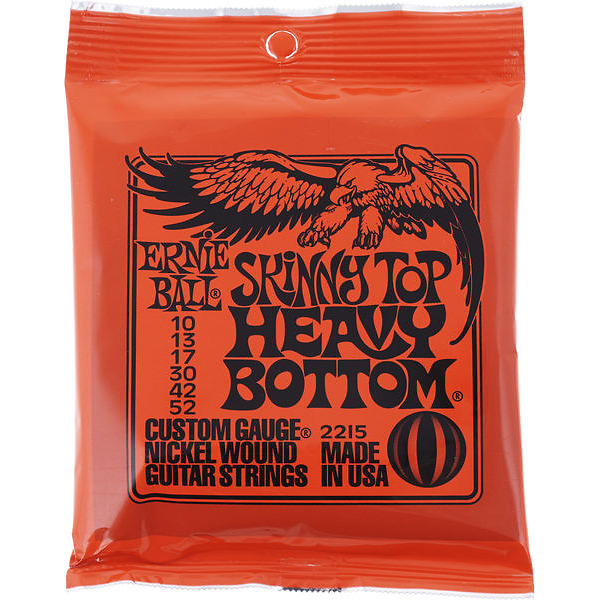 ERNIE
BALL®
SKINNY TOP
HEAVY
BOTTOM®
10
13
17
30
42
52
CUSTOM GAUGE® 2215
NICKEL WOUND MADE
GUITAR STRINGS IN USA